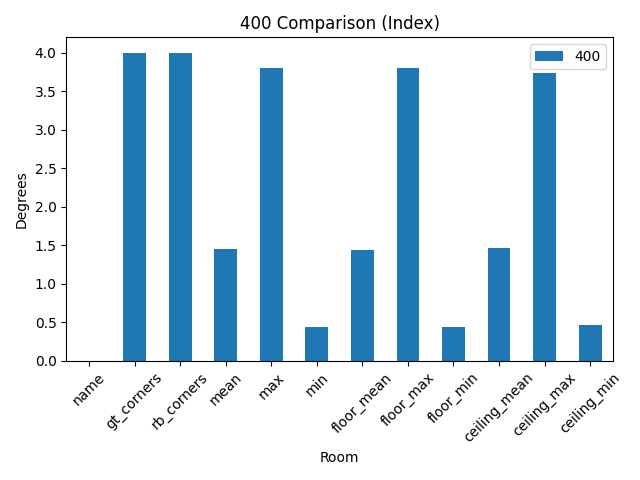 400 Comparison (Index)
400
Degrees
4.0
3.5
3.0
2.5
2.0
1.5
1.0
0.5
0.0
name
gt_corners
rb_corners
mean
max
min
floor_mean
floor_max
floor_min
ceiling_mean
ceiling_max
ceiling_min
Room